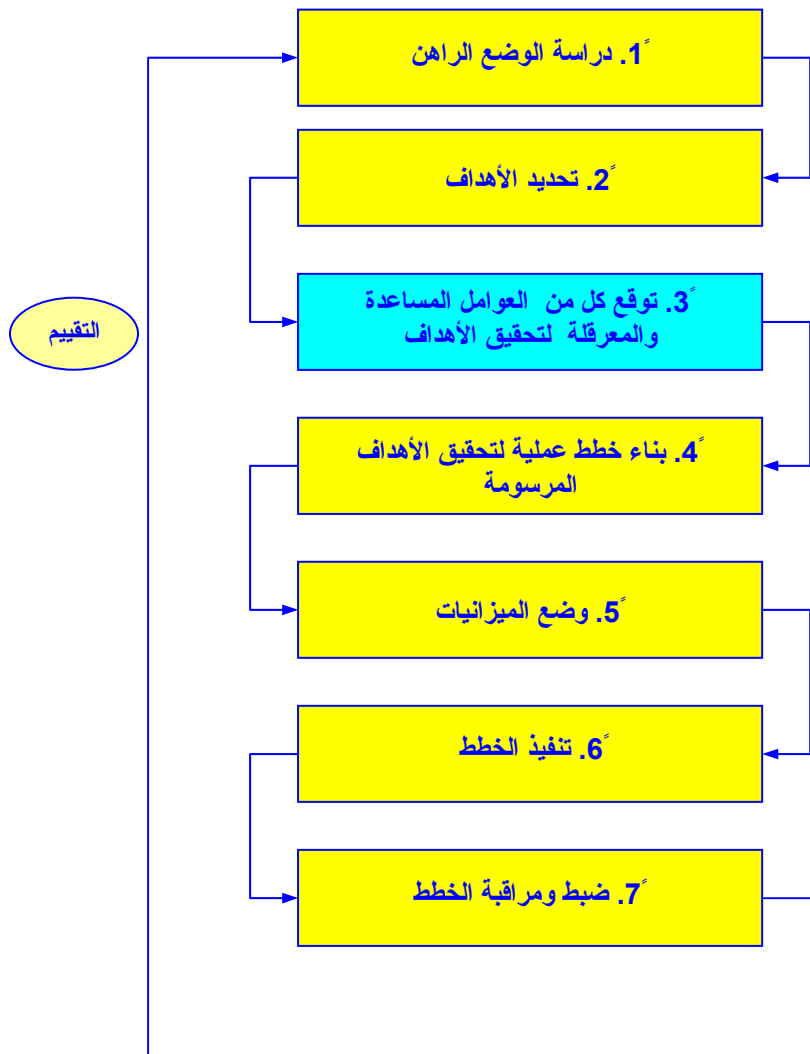 1. دراسة الوضع الراهن
2. تحديد الأهداف
3. توقع كل من العوامل المساعدة
والمعرقلة لتحقيق الأهداف
التقييم
4. بناء خطط عملية لتحقيق الأهداف
المرسومة
5. وضع الميزانيات
6. تنفيذ الخطط
7. ضبط ومراقبة الخطط